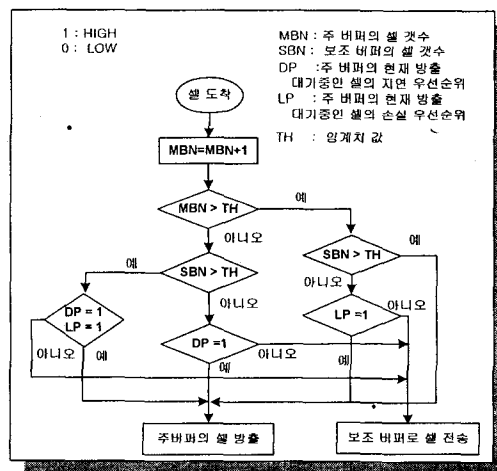 1 : HIGH
0 : LOW
MBN : 주 버퍼의 셀 갯수
SBN : 보조 버퍼의 셀 갯수
DP : 주 버퍼의 현재 방출
대기중인 셀의 지연 우선순위
LP : 주 버퍼의 현재 방출
대기중인 셀의 손실 우선순위
TH : 임계치 값
셀 도착
MBN=MBN+1
MBN > TH
예
아니오
SBN > TH
예
아니오
SBN > TH
예
아니오
DP = 1
LP = 1
아니오
예
DP =1
아니오
예
LP =1
아니오
예
주버퍼의 셀 방출
보조 버퍼로 셀 전송